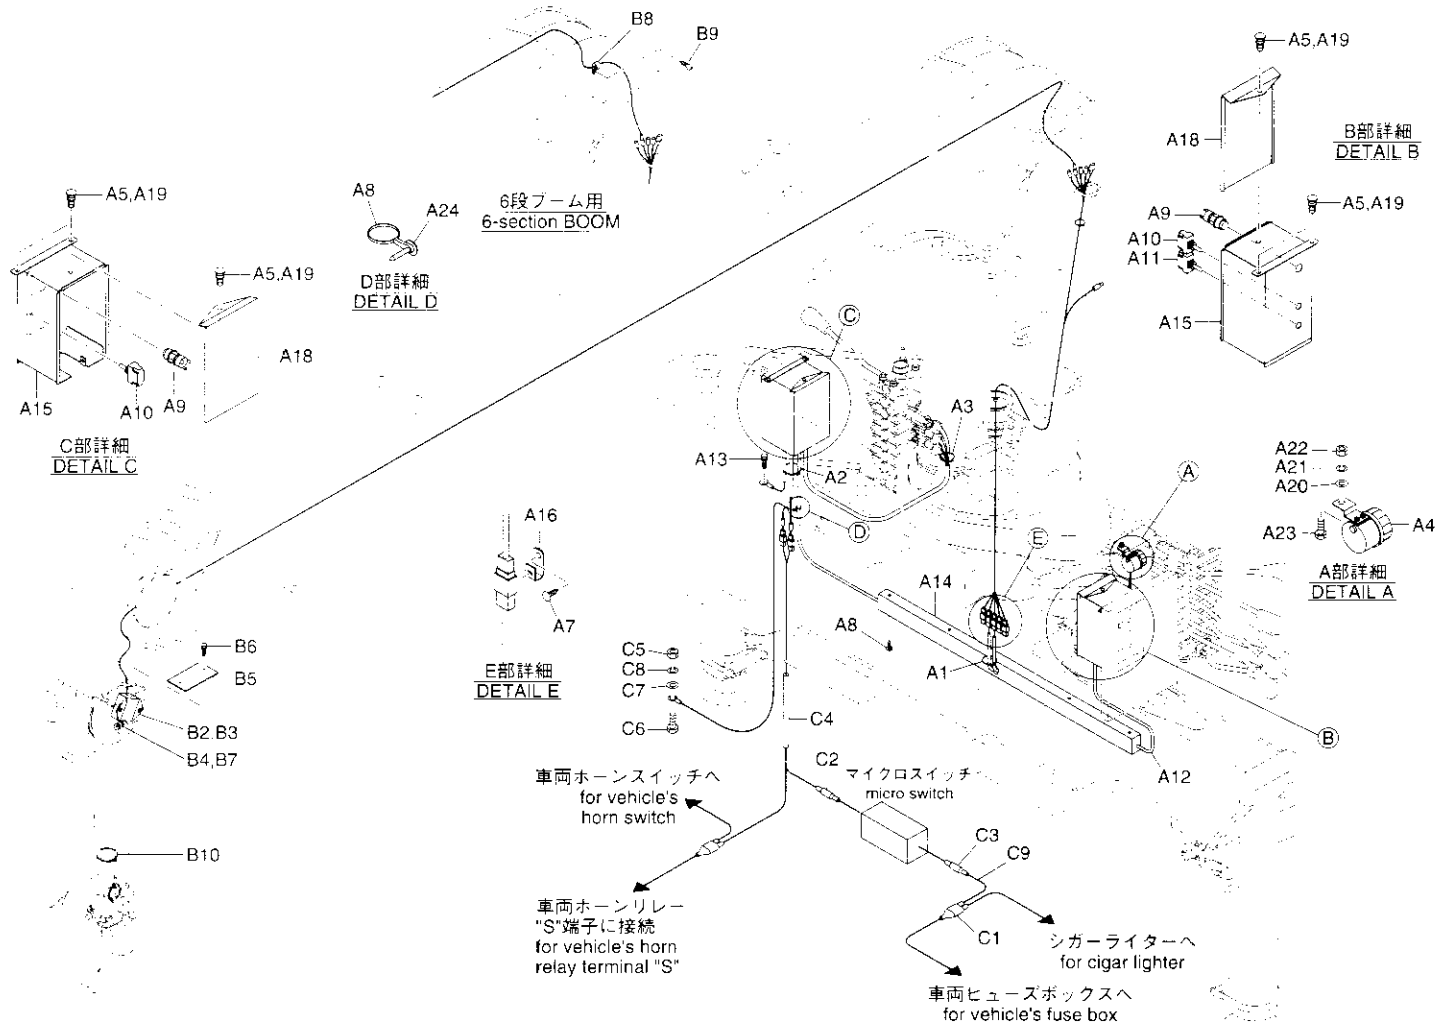 B8
B9
A5,A19
A18
B部詳細
DETAIL B
A5,A19
A8
A24
6段ブーム用
6-section BOOM
A9
A10
A11
A5,A19
A5,A19
D部詳細
DETAIL D
C
A15
A18
A15
A10
A9
C部詳細
DETAIL C
A3
A13
A2
A22
A21
A20
A
A16
D
E
A23
A4
A部詳細
DETAIL A
A14
A7
A8
B6
B5
E部詳細
DETAIL E
C5
C8
C7
A1
C6
C4
B2,B3
B4,B7
B
A12
C2
車両ホーンスイッチへ
for vehicle's
horn switch
マイクロスイッチ
micro switch
C3
C9
B10
車両ホーンリレー
"S"端子に接続
for vehicle's horn
relay terminal "S"
C1
シガーライターへ
for cigar lighter
車両ヒューズボックスへ
for vehicle's fuse box